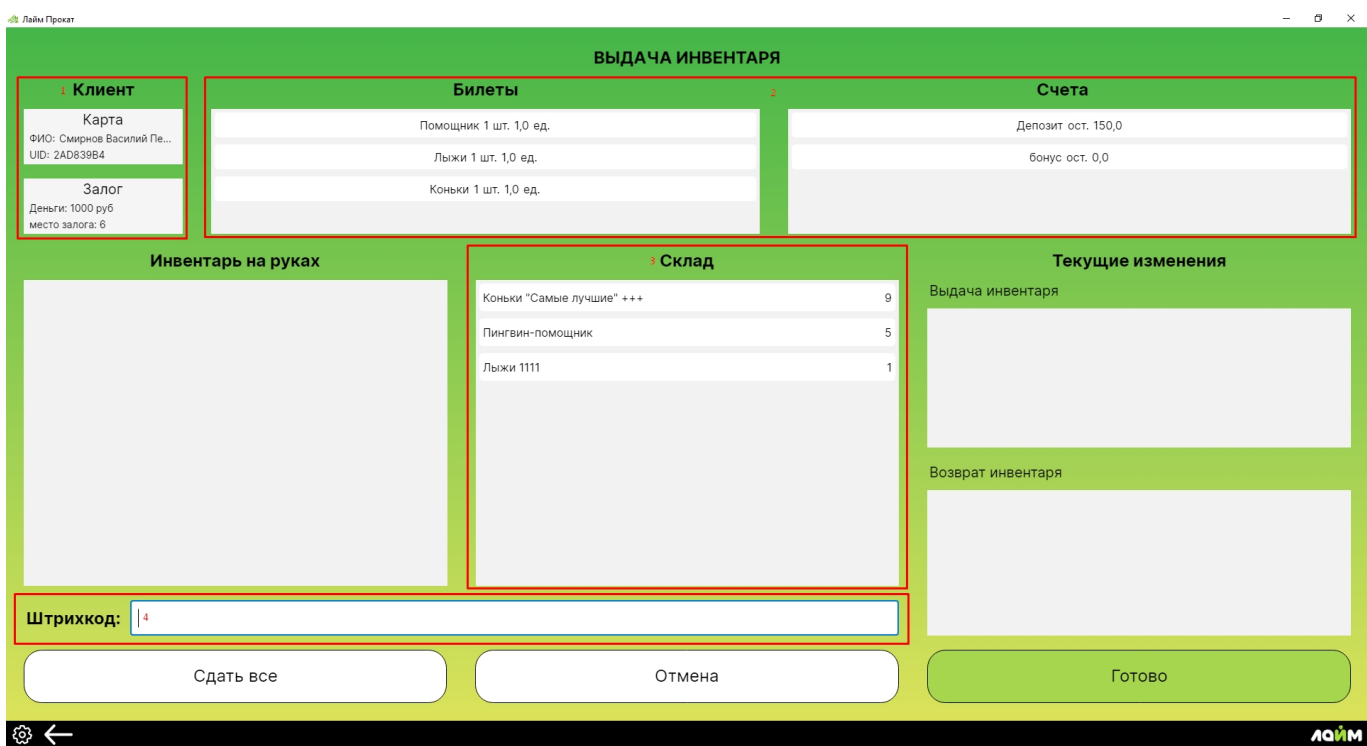 Лайм Прокат
ВЫДАЧА ИНВЕНТАРЯ
1 Клиент
Карта
ФИО: Смирнов Василий Пе...
UID: 2AD839B4
Залог
Деньги: 1000 руб
место залога: 6
Билеты
2
Помощник 1 шт. 1,0 ед.
Лыжи 1 шт. 1,0 ед.
Коньки 1 шт. 1,0 ед.
Счета
Депозит ост. 150,0
бонус ост. 0,0
Инвентарь на руках
3 Склад
Коньки "Самые лучшие" +++ 9
Пингвин-помощник 5
Лыжи 1111 1
Текущие изменения
Выдача инвентаря
Возврат инвентаря
Штрихкод: 4
Сдать все
Отмена
Готово
лайм